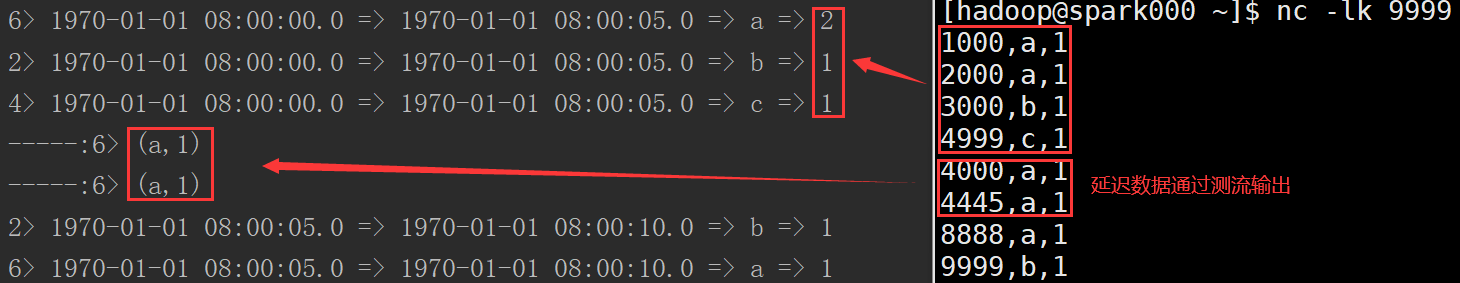 6> 1970-01-01 08:00:00.0 => 1970-01-01 08:00:05.0 => a => 2
2> 1970-01-01 08:00:00.0 => 1970-01-01 08:00:05.0 => b => 1
4> 1970-01-01 08:00:00.0 => 1970-01-01 08:00:05.0 => c => 1
-----:6> (a,1)
-----:6> (a,1)
2> 1970-01-01 08:00:05.0 => 1970-01-01 08:00:10.0 => b => 1
6> 1970-01-01 08:00:05.0 => 1970-01-01 08:00:10.0 => a => 1
[hadoop@spark000 ~]$ nc -lk 9999
1000,a,1
2000,a,1
3000,b,1
4999,c,1
4000,a,1
4445,a,1
延迟数据通过测流输出
8888,a,1
9999,b,1